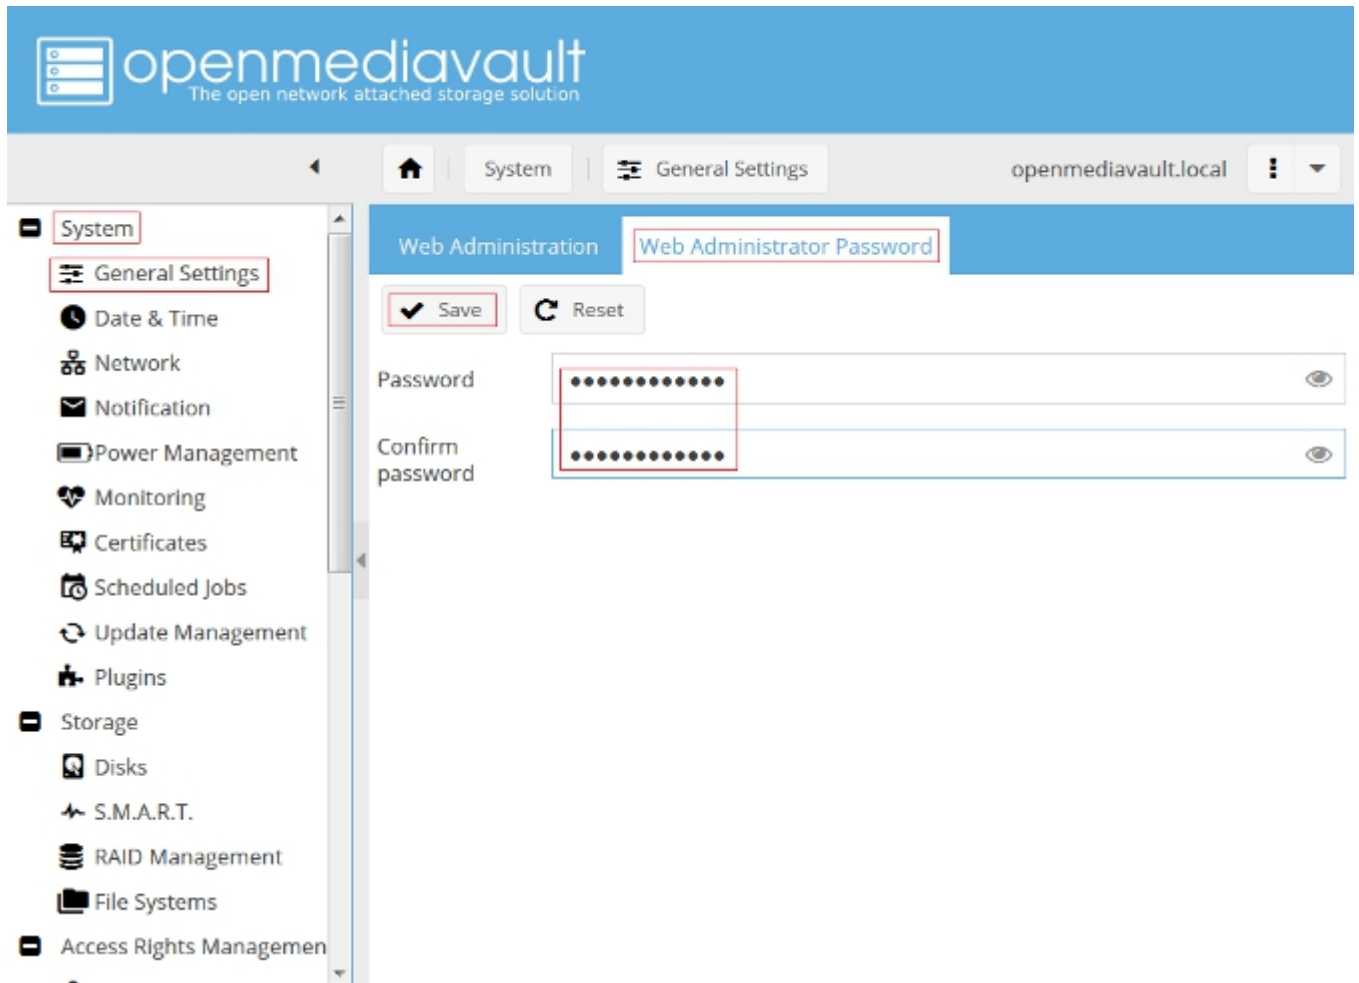 openmediavault
The open network attached storage solution
System
General Settings
openmediavault.local
System
General Settings
Date & Time
Network
Notification
Power Management
Monitoring
Certificates
Scheduled Jobs
Update Management
Plugins
Storage
Disks
S.M.A.R.T.
RAID Management
File Systems
Access Rights Managemen
Web Administration
Web Administrator Password
Save
Reset
Password
••••••••••••
Confirm
password
••••••••••••